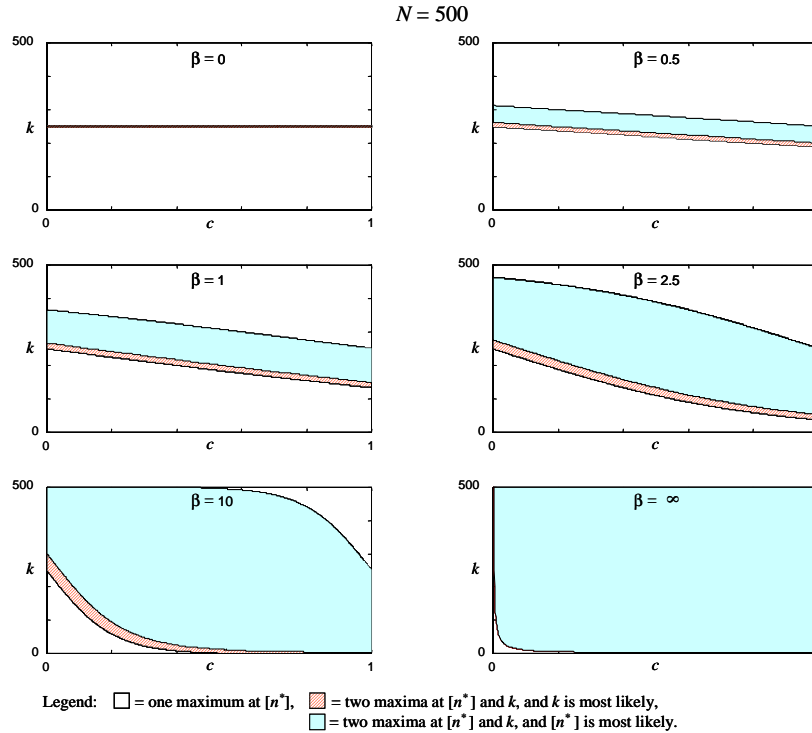 N = 500
500
β = 0
k
0
0
c
1
500
β = 0.5
k
0
0
c
500
β = 1
k
0
0
c
1
500
β = 2.5
k
0
0
c
500
β = 10
k
0
0
c
1
500
β = ∞
k
0
0
c
Legend: = one maximum at [n*], = two maxima at [n*] and k, and k is most likely,
= two maxima at [n*] and k, and [n*] is most likely.